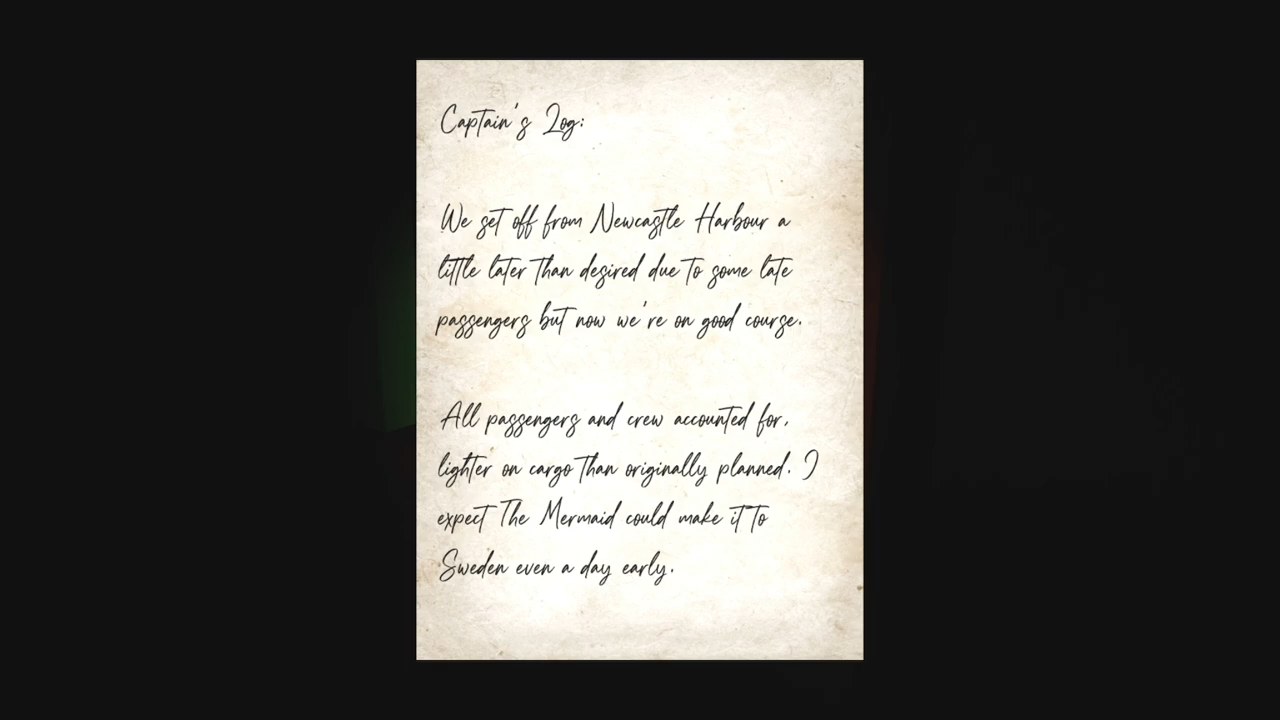 Captain's Log:
We set off from Newcastle Harbour a
little later than desired due to some late
passengers but now we're on good course.
All passengers and crew accounted for,
lighter on cargo than originally planned. I
expect The Mermaid could make it to
Sweden even a day early.